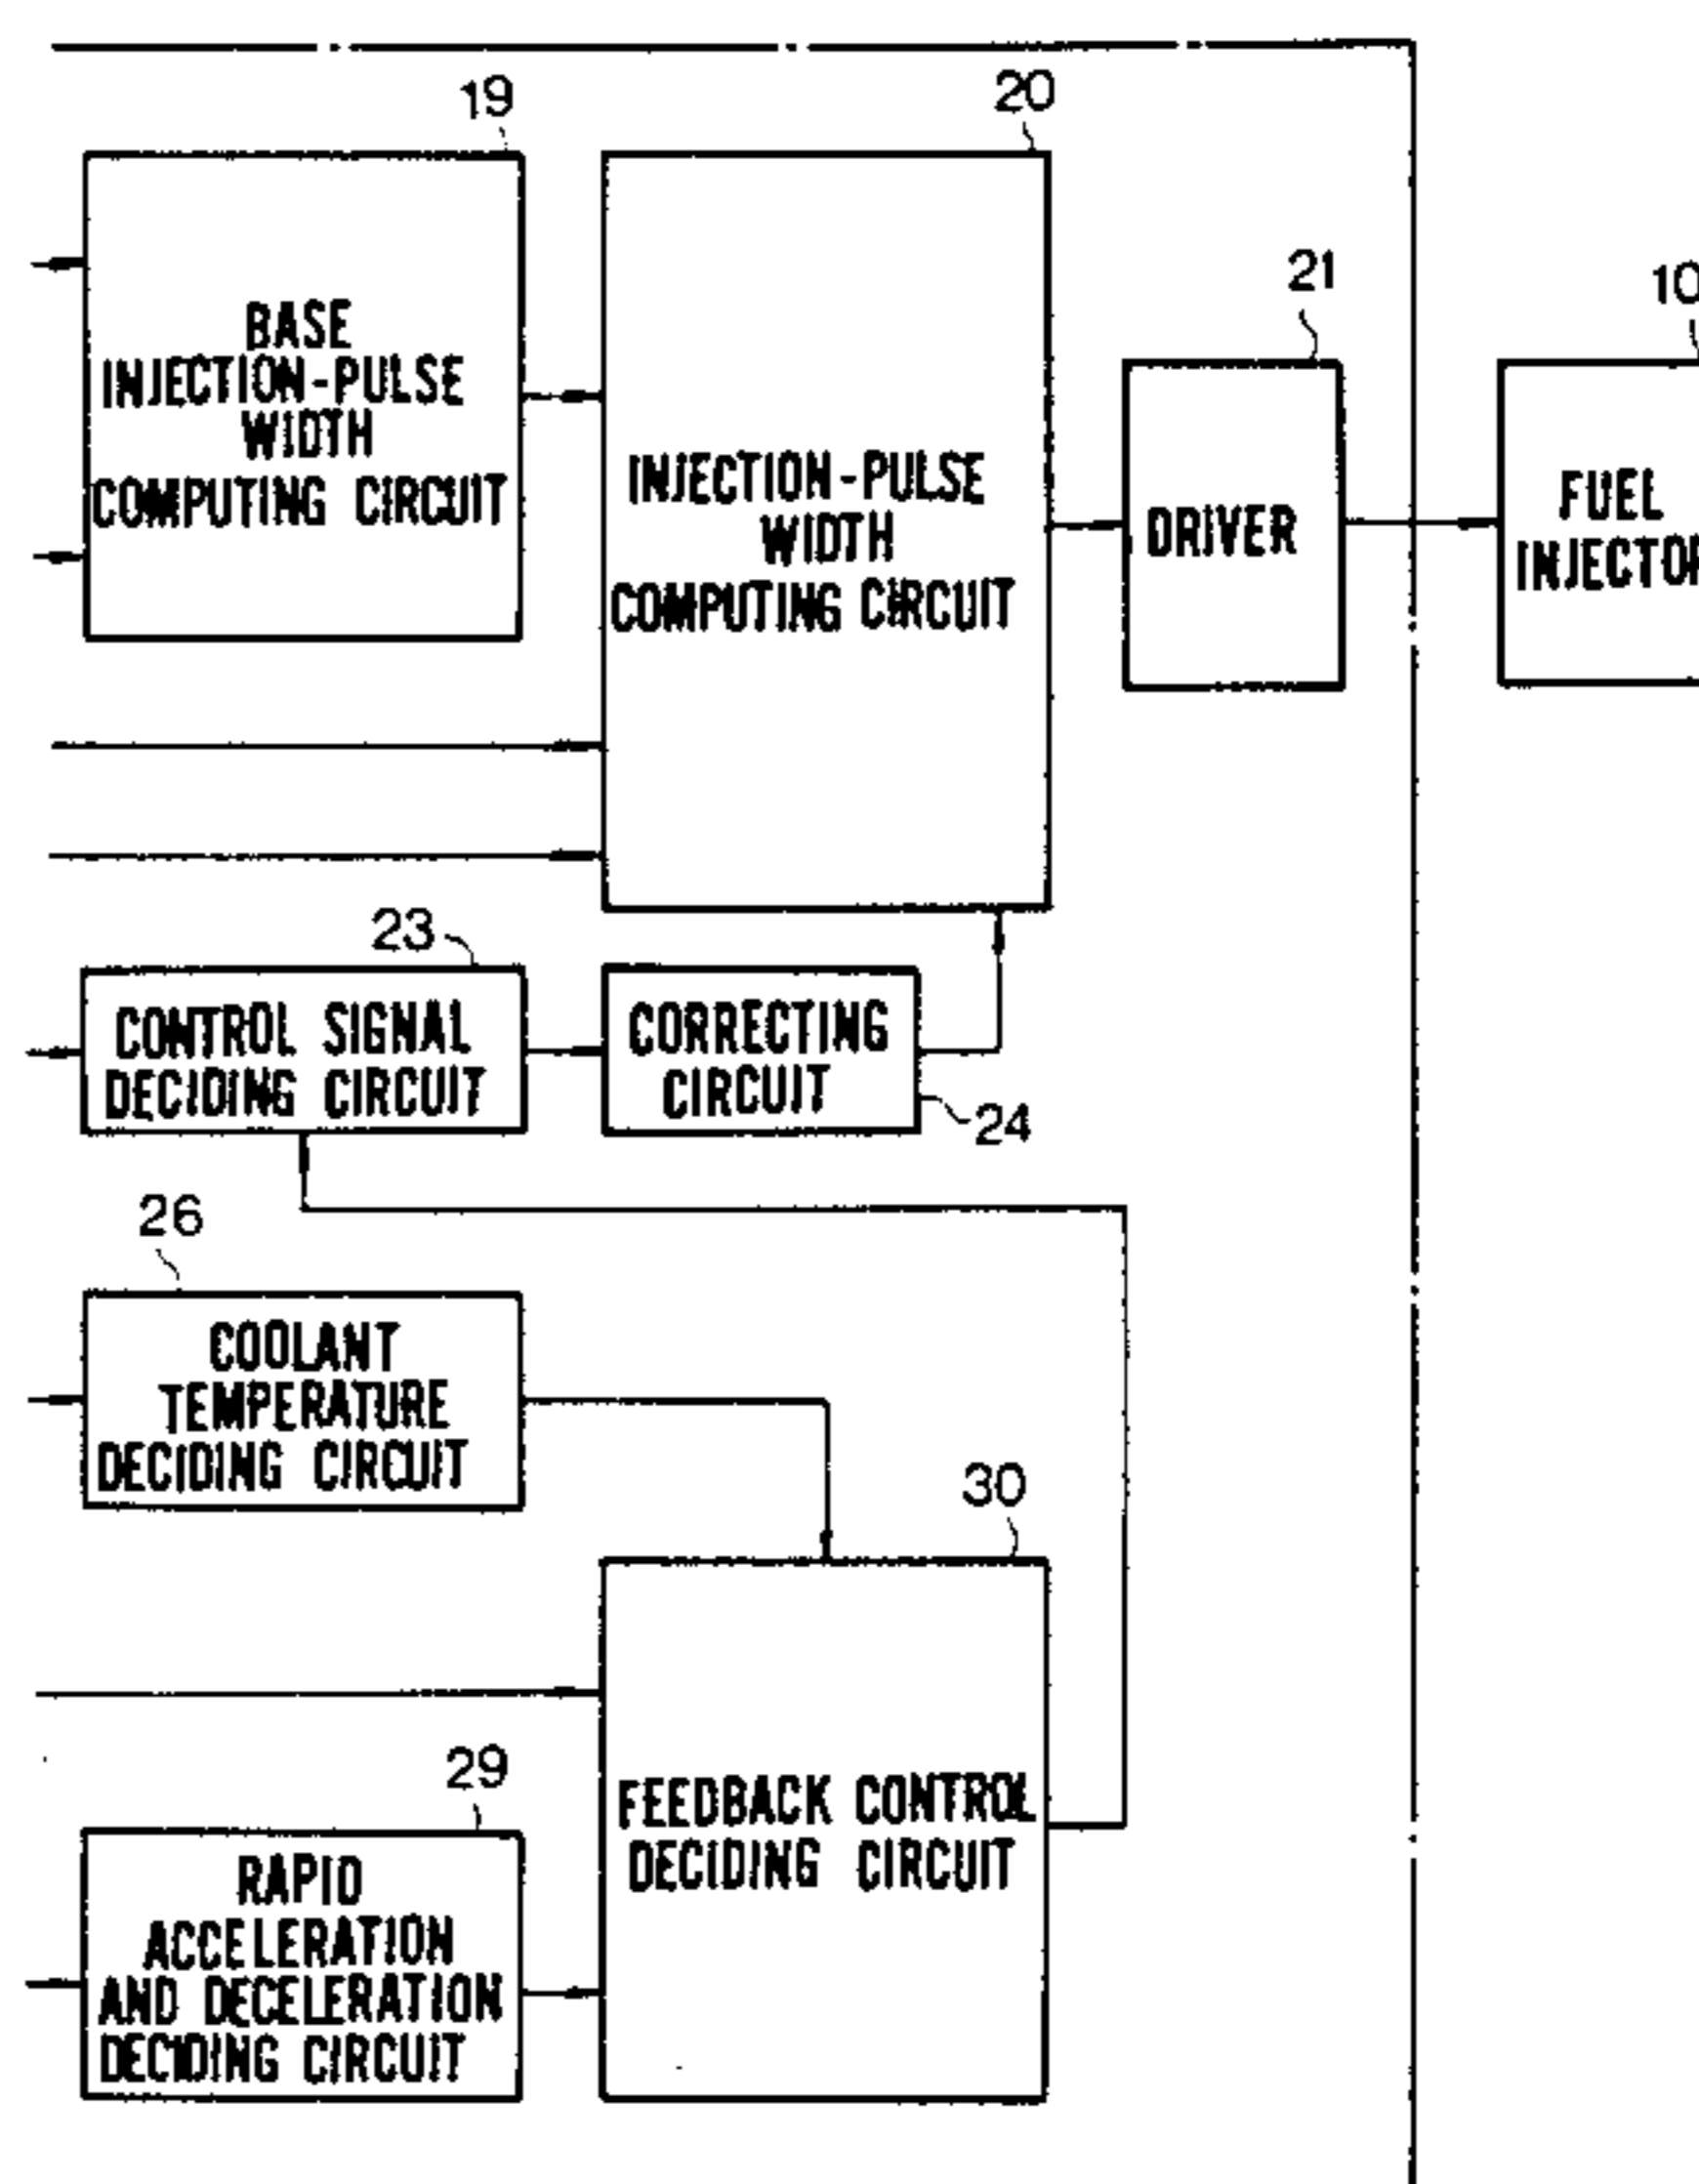 19
BASE
INJECTION-PULSE
WIDTH
COMPUTING CIRCUIT
20
INJECTION-PULSE
WIDTH
COMPUTING CIRCUIT
21
DRIVER
10
FUEL
INJECTOR
23
CONTROL SIGNAL
DECIDING CIRCUIT
CORRECTING
CIRCUIT
24
26
COOLANT
TEMPERATURE
DECIDING CIRCUIT
30
FEEDBACK CONTROL
DECIDING CIRCUIT
29
RAPID
ACCELERATION
AND DECELERATION
DECIDING CIRCUIT